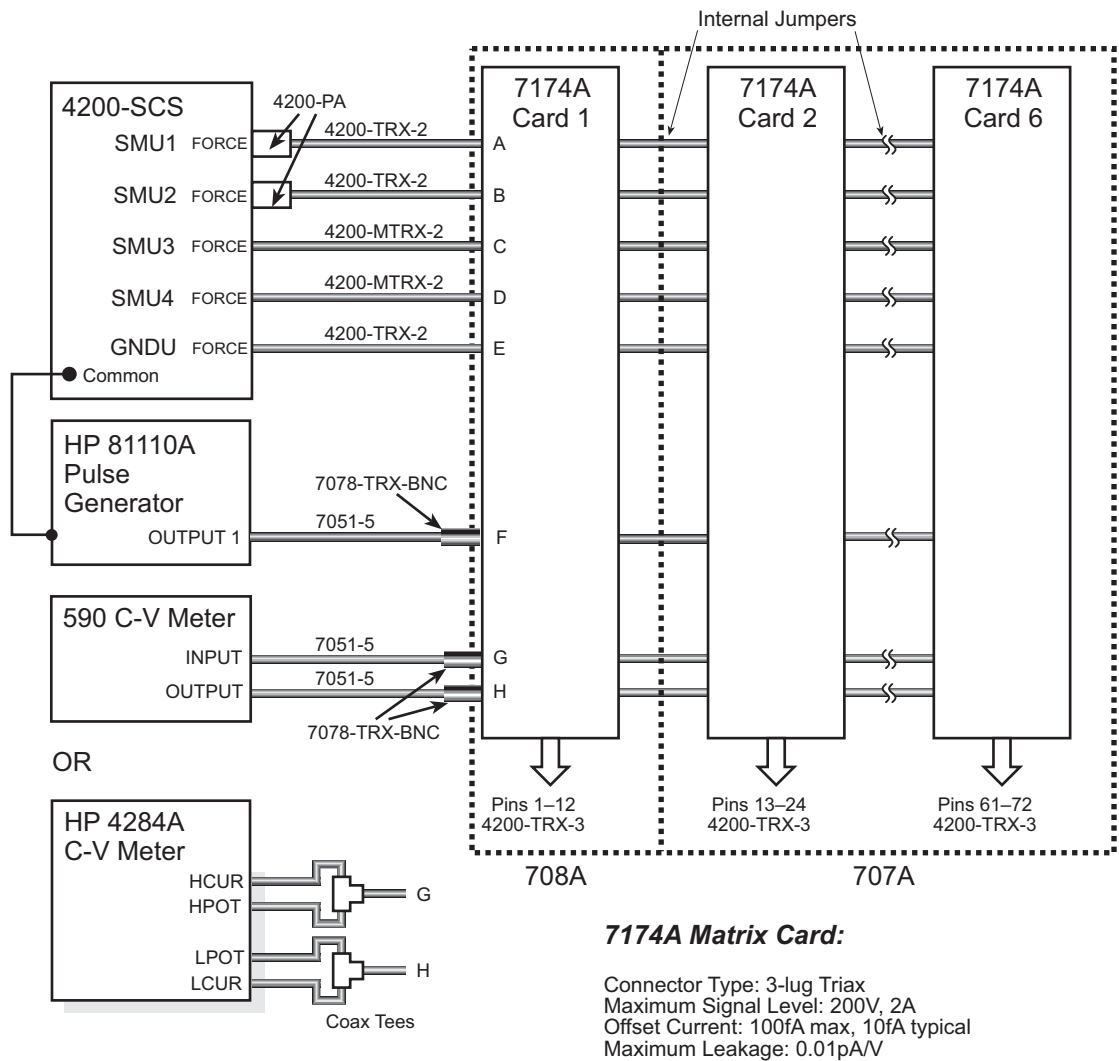 Internal Jumpers
4200-SCS
4200-PA
SMU1 FORCE
4200-TRX-2
A
SMU2 FORCE
4200-TRX-2
B
SMU3 FORCE
4200-MTRX-2
C
SMU4 FORCE
4200-MTRX-2
D
GNDU FORCE
4200-TRX-2
E
Common
7174A
Card 1
7174A
Card 2
7174A
Card 6
HP 81110A
Pulse
Generator
OUTPUT 1
7051-5
7078-TRX-BNC
F
590 C-V Meter
INPUT
7051-5
G
OUTPUT
7051-5
H
7078-TRX-BNC
Pins 1–12
4200-TRX-3
Pins 13–24
4200-TRX-3
Pins 61–72
4200-TRX-3
708A
707A
OR
HP 4284A
C-V Meter
HCUR
HPOT
G
LPOT
LCUR
H
Coax Tees
7174A Matrix Card:
Connector Type: 3-lug Triax
Maximum Signal Level: 200V, 2A
Offset Current: 100fA max, 10fA typical
Maximum Leakage: 0.01pA/V